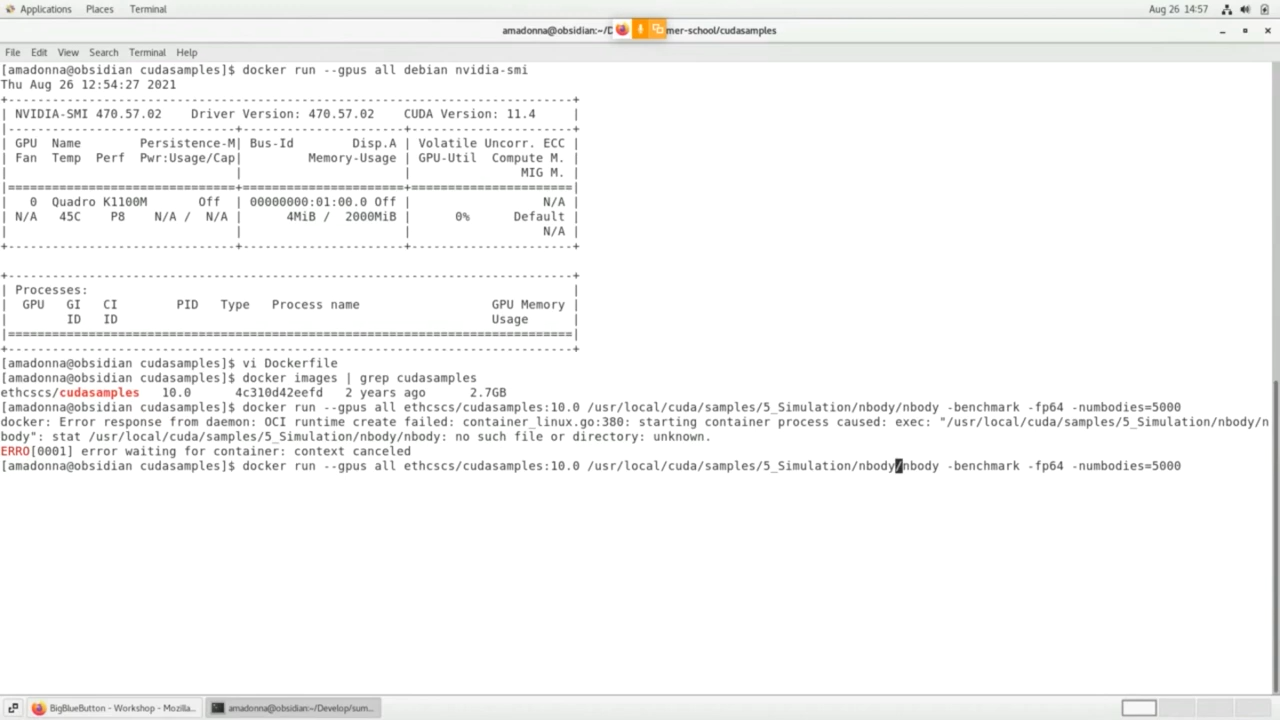 Applications Places Terminal Aug 26 14:57
amadonna@obsidian:~/D mer-school/cudasamples
File Edit View Search Terminal Help
[amadonna@obsidian cudasamples]$ docker run --gpus all debian nvidia-smi
Thu Aug 26 12:54:27 2021
+-----------------------------------------------------------------------------+
| NVIDIA-SMI 470.57.02    Driver Version: 470.57.02    CUDA Version: 11.4     |
|-------------------------------+----------------------+----------------------+
| GPU  Name        Persistence-M| Bus-Id        Disp.A | Volatile Uncorr. ECC |
| Fan  Temp  Perf  Pwr:Usage/Cap|         Memory-Usage | GPU-Util  Compute M. |
|                               |                      |               MIG M. |
|===============================+======================+======================|
|   0  Quadro K1100M       Off  | 00000000:01:00.0 Off |                  N/A |
| N/A   45C    P8    N/A /  N/A |      4MiB /  2000MiB |      0%      Default |
|                               |                      |                  N/A |
+-------------------------------+----------------------+----------------------+
+-----------------------------------------------------------------------------+
| Processes:                                                                  |
|  GPU   GI   CI        PID   Type   Process name                  GPU Memory |
|        ID   ID                                                   Usage      |
|=============================================================================|
+-----------------------------------------------------------------------------+
[amadonna@obsidian cudasamples]$ vi Dockerfile
[amadonna@obsidian cudasamples]$ docker images | grep cudasamples
ethcscs/cudasamples   10.0      4c310d42eefd   2 years ago     2.7GB
[amadonna@obsidian cudasamples]$ docker run --gpus all ethcscs/cudasamples:10.0 /usr/local/cuda/samples/5_Simulation/nbody/nbody -benchmark -fp64 -numbodies=5000
docker: Error response from daemon: OCI runtime create failed: container_linux.go:380: starting container process caused: exec: "/usr/local/cuda/samples/5_Simulation/nbody/n
body": stat /usr/local/cuda/samples/5_Simulation/nbody/nbody: no such file or directory: unknown.
ERRO[0001] error waiting for container: context canceled
[amadonna@obsidian cudasamples]$ docker run --gpus all ethcscs/cudasamples:10.0 /usr/local/cuda/samples/5_Simulation/nbody/nbody -benchmark -fp64 -numbodies=5000
BigBlueButton - Workshop - Mozilla... amadonna@obsidian:~/Develop/sum...